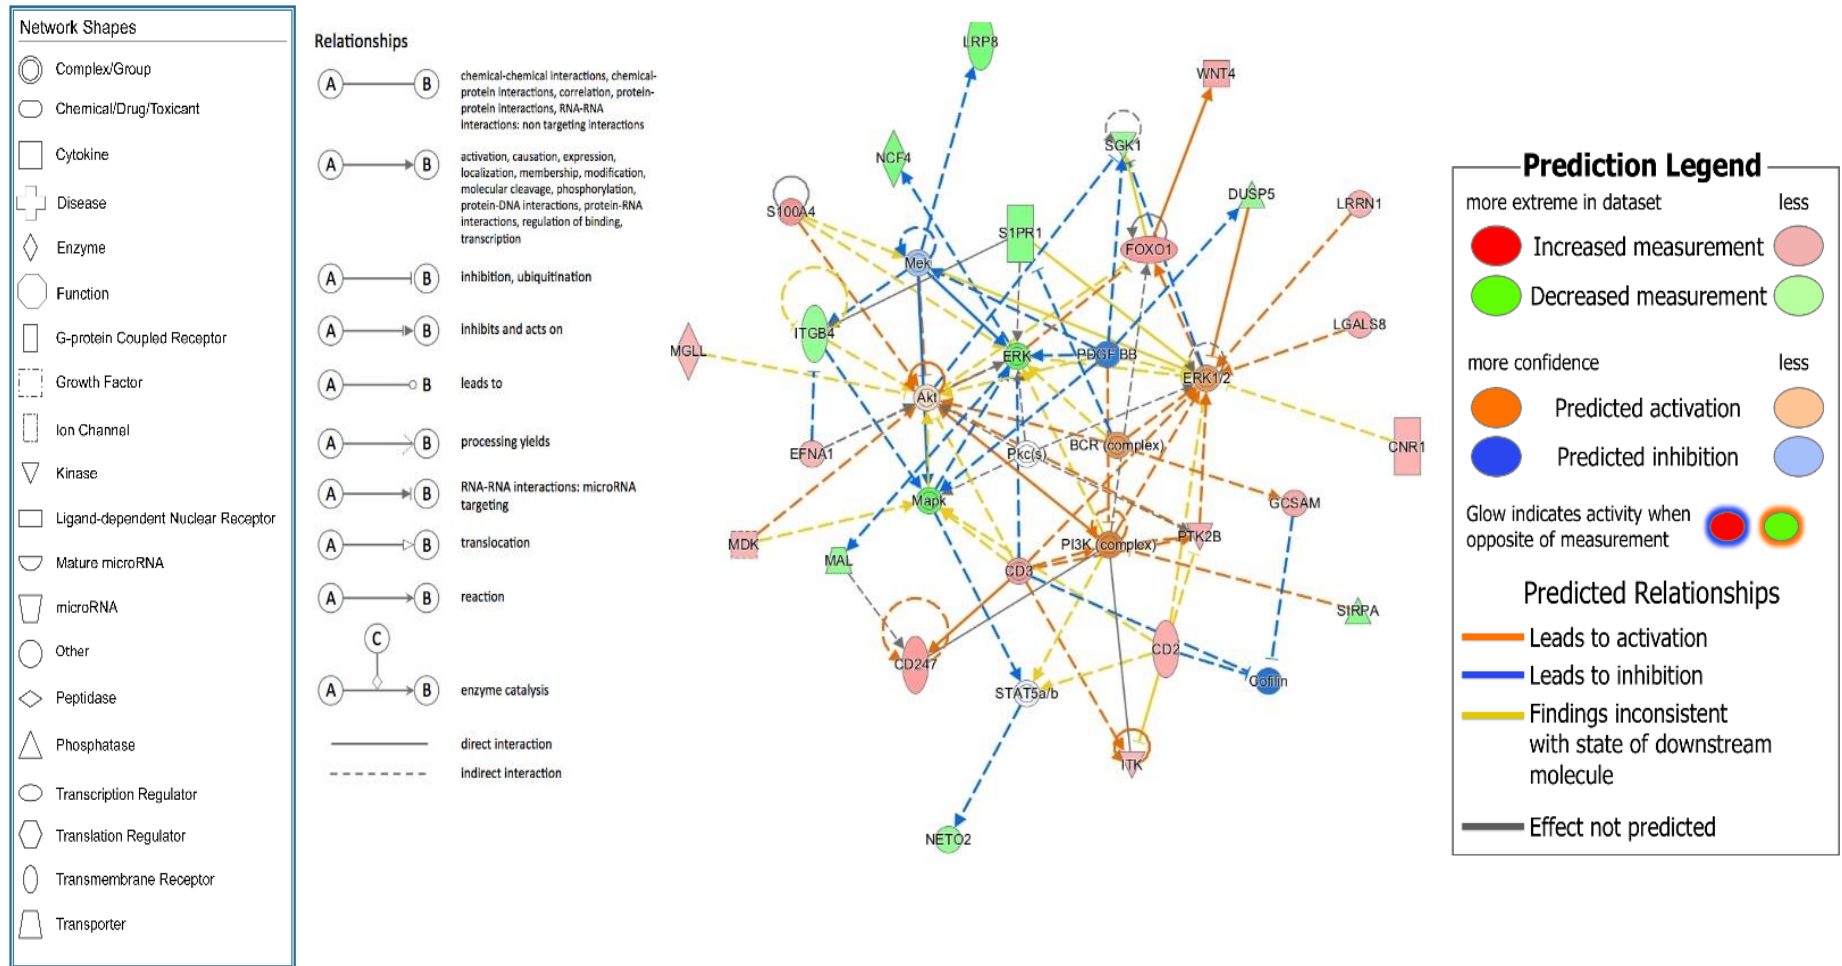 Network Shapes
Complex/Group
Chemical/Drug/Toxicant
Cytokine
Disease
Enzyme
Function
G-protein Coupled Receptor
Growth Factor
Ion Channel
Kinase
Ligand-dependent Nuclear Receptor
Mature microRNA
microRNA
Other
Peptidase
Phosphatase
Transcription Regulator
Translation Regulator
Transmembrane Receptor
Transporter
Relationships
A B
chemical-chemical interactions, chemical-
protein interactions, correlation, protein-
protein interactions, RNA-RNA
interactions: non targeting interactions
A B
activation, causation, expression,
localization, membership, modification,
molecular cleavage, phosphorylation,
protein-DNA interactions, protein-RNA
interactions, regulation of binding,
transcription
A B inhibition, ubiquitination
A B inhibits and acts on
A B leads to
A B processing yields
A B RNA-RNA interactions: microRNA
targeting
A B translocation
A B reaction
C
A B enzyme catalysis
direct interaction
indirect interaction
LRP8
WNT4
SGK1
NCF4
DUSP5
LRRN1
S100A4
S1PR1
FOXO1
Mek
ITGB4
LGALS8
MGLL
ERK
PDGF BB
ERK1/2
Akt
EFNA1
Pkc(s)
BCR (complex)
CNR1
Mapk
GCSAM
MDK
MAL
PI3K (complex)
PTK2B
CD3
SIRPA
CD247
CD2
STAT5a/b
Cofilin
ITK
NETO2
Prediction Legend
more extreme in dataset less
Increased measurement
Decreased measurement
more confidence less
Predicted activation
Predicted inhibition
Glow indicates activity when
opposite of measurement
Predicted Relationships
Leads to activation
Leads to inhibition
Findings inconsistent
with state of downstream
molecule
Effect not predicted